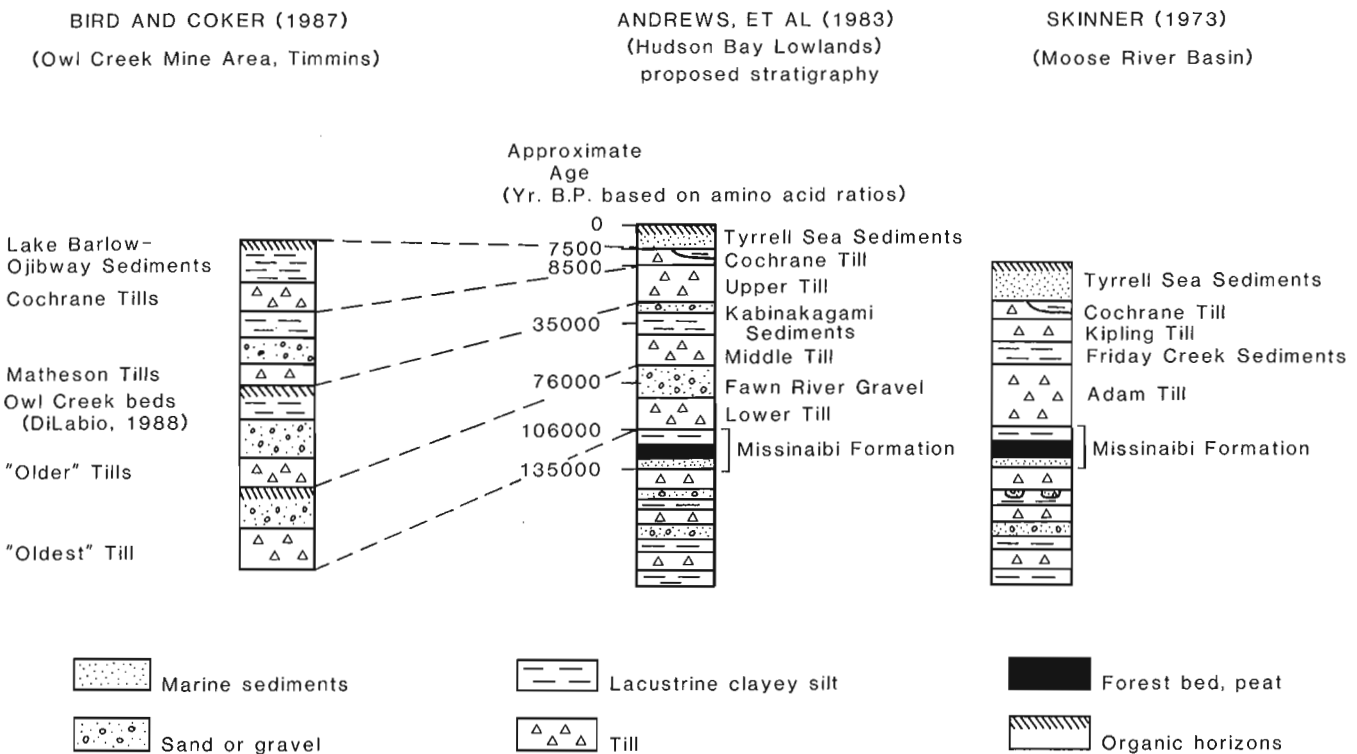 BIRD AND COKER (1987)
(Owl Creek Mine Area, Timmins)
ANDREWS, ET AL (1983)
(Hudson Bay Lowlands)
proposed stratigraphy
SKINNER (1973)
(Moose River Basin)
Approximate
Age
(Yr. B.P. based on amino acid ratios)
Lake Barlow-
Ojibway Sediments
Cochrane Tills
Matheson Tills
Owl Creek beds
(DiLabio, 1988)
"Older" Tills
"Oldest" Till
0
7500
8500
35000
76000
106000
135000
Tyrrell Sea Sediments
Cochrane Till
Upper Till
Kabinakagami
Sediments
Middle Till
Fawn River Gravel
Lower Till
Missinaibi Formation
Tyrrell Sea Sediments
Cochrane Till
Kipling Till
Friday Creek Sediments
Adam Till
Missinaibi Formation
Marine sediments
Lacustrine clayey silt
Forest bed, peat
Sand or gravel
Till
Organic horizons